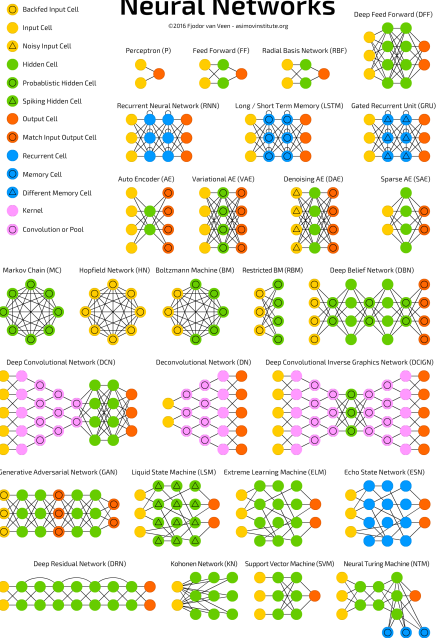 Neural Networks
©2016 Fjodor van Veen - asimovinstitute.org
Deep Feed Forward (DFF)
Backfed Input Cell
Input Cell
Noisy Input Cell
Hidden Cell
Probablistic Hidden Cell
Spiking Hidden Cell
Output Cell
Match Input Output Cell
Recurrent Cell
Memory Cell
Different Memory Cell
Kernel
Convolution or Pool
Perceptron (P) Feed Forward (FF) Radial Basis Network (RBF)
Recurrent Neural Network (RNN) Long / Short Term Memory (LSTM) Gated Recurrent Unit (GRU)
Auto Encoder (AE) Variational AE (VAE) Denoising AE (DAE) Sparse AE (SAE)
Markov Chain (MC) Hopfield Network (HN) Boltzmann Machine (BM) Restricted BM (RBM) Deep Belief Network (DBN)
Deep Convolutional Network (DCN) Deconvolutional Network (DN) Deep Convolutional Inverse Graphics Network (DCIGN)
Generative Adversarial Network (GAN) Liquid State Machine (LSM) Extreme Learning Machine (ELM) Echo State Network (ESN)
Deep Residual Network (DRN) Kohonen Network (KN) Support Vector Machine (SVM) Neural Turing Machine (NTM)